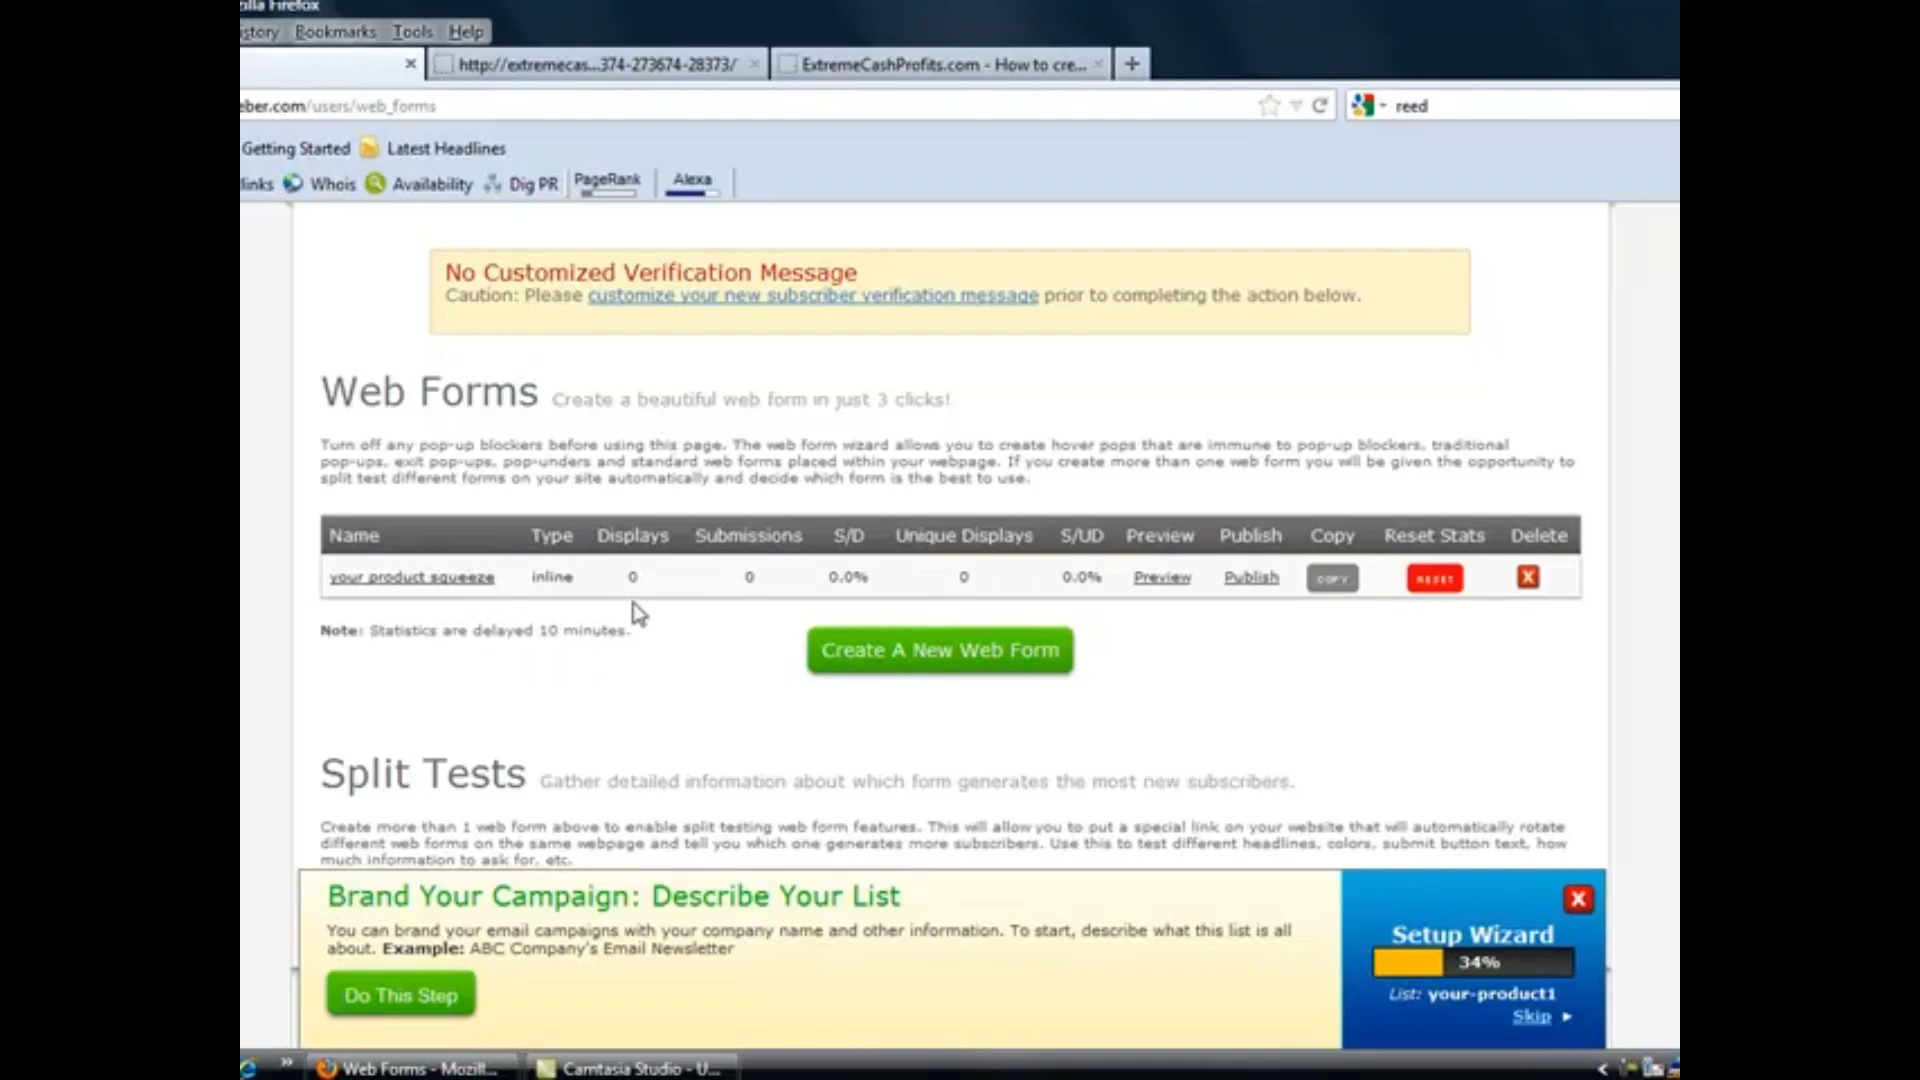 zilla Firefox
story Bookmarks Tools Help
http://extremecas...374-273674-28373/
ExtremeCashProfits.com - How to cre...
eber.com/users/web_forms
reed
Getting Started Latest Headlines
links Whois Availability Dig PR PageRank Alexa
No Customized Verification Message
Caution: Please customize your new subscriber verification message prior to completing the action below.
Web Forms Create a beautiful web form in just 3 clicks!
Turn off any pop-up blockers before using this page. The web form wizard allows you to create hover pops that are immune to pop-up blockers, traditional
pop-ups, exit pop-ups, pop-unders and standard web forms placed within your webpage. If you create more than one web form you will be given the opportunity to
split test different forms on your site automatically and decide which form is the best to use.
Name Type Displays Submissions S/D Unique Displays S/UD Preview Publish Copy Reset Stats Delete
your product squeeze inline 0 0 0.0% 0 0.0% Preview Publish COPY RESET X
Note: Statistics are delayed 10 minutes.
Create A New Web Form
Split Tests Gather detailed information about which form generates the most new subscribers.
Create more than 1 web form above to enable split testing web form features. This will allow you to put a special link on your website that will automatically rotate
different web forms on the same webpage and tell you which one generates more subscribers. Use this to test different headlines, colors, submit button text, how
much information to ask for, etc.
Brand Your Campaign: Describe Your List
You can brand your email campaigns with your company name and other information. To start, describe what this list is all
about. Example: ABC Company's Email Newsletter
Do This Step
Setup Wizard
34%
List: your-product1
Skip
Web Forms - Mozill...
Camtasia Studio - U...